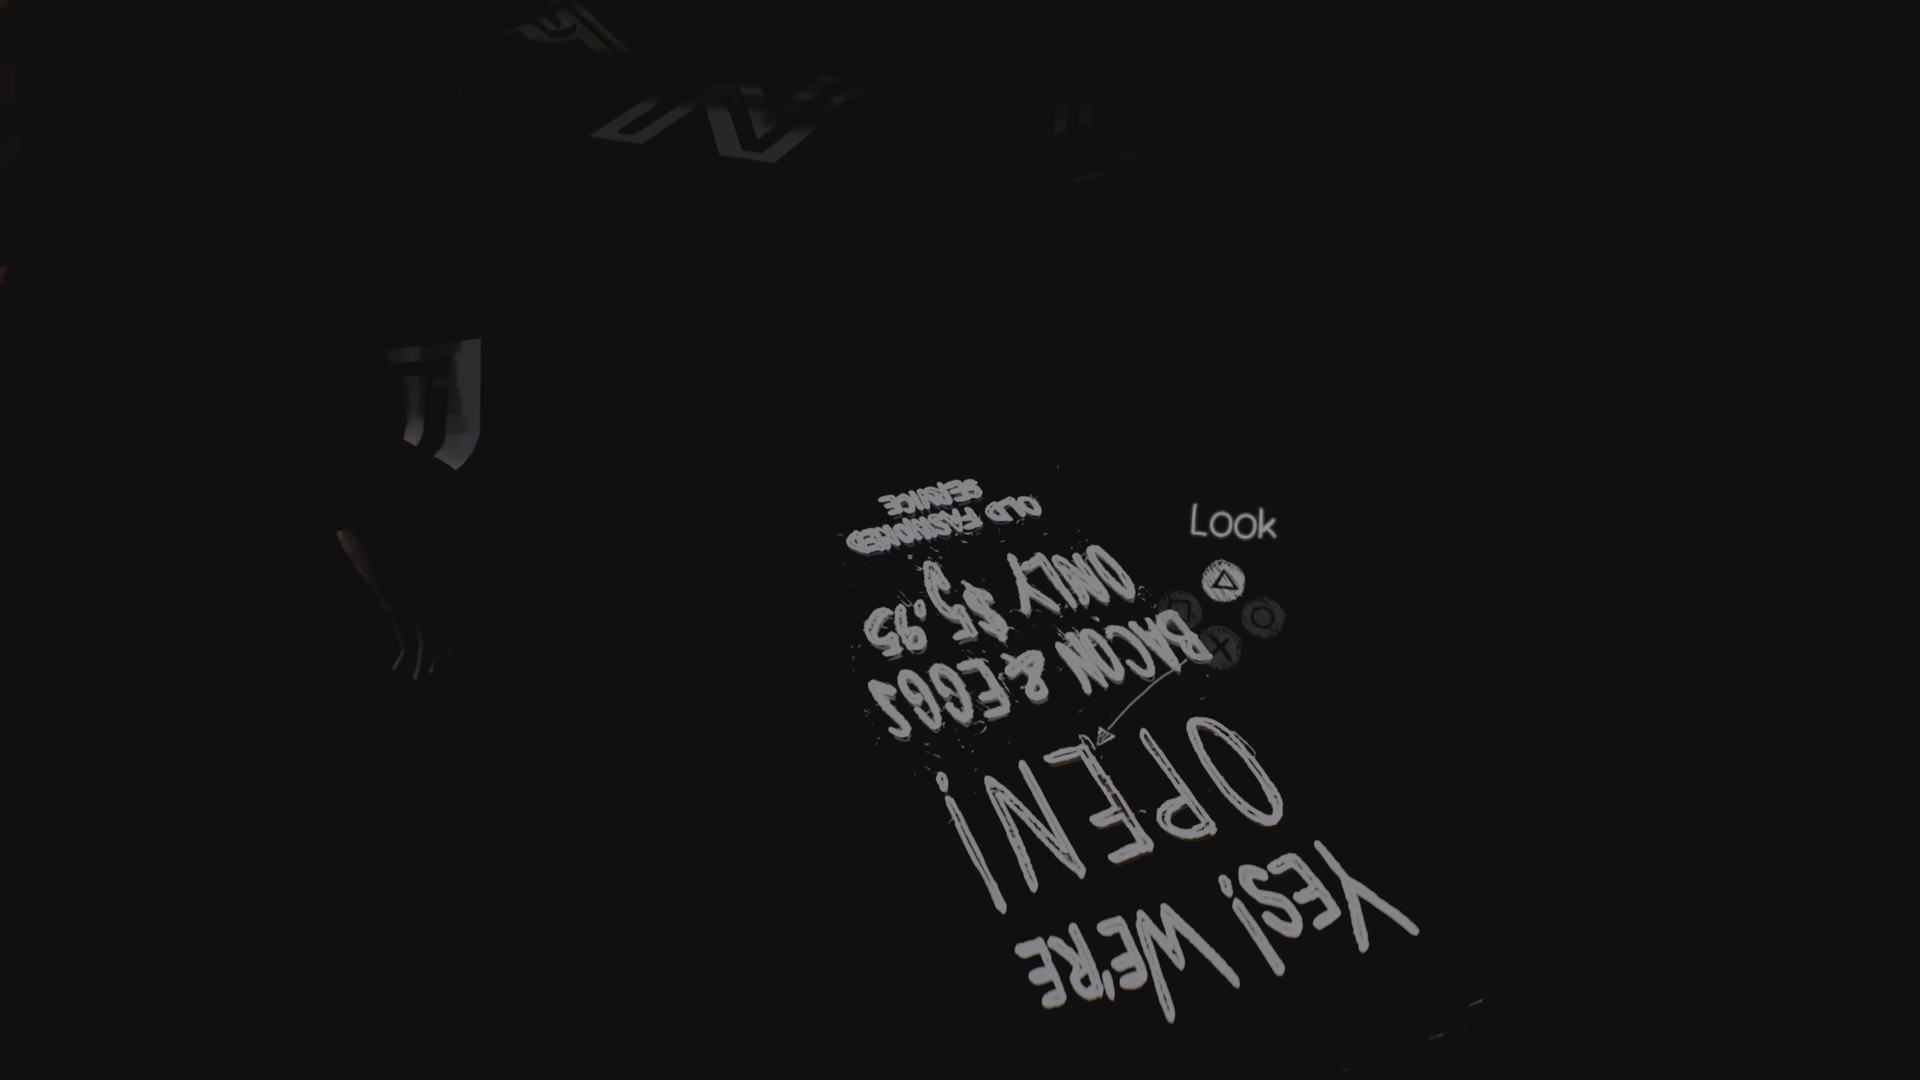 Look
YES! WE'RE
OPEN!
BACON & EGGS
ONLY $5.95
OLD FASHIONED
SERVICE